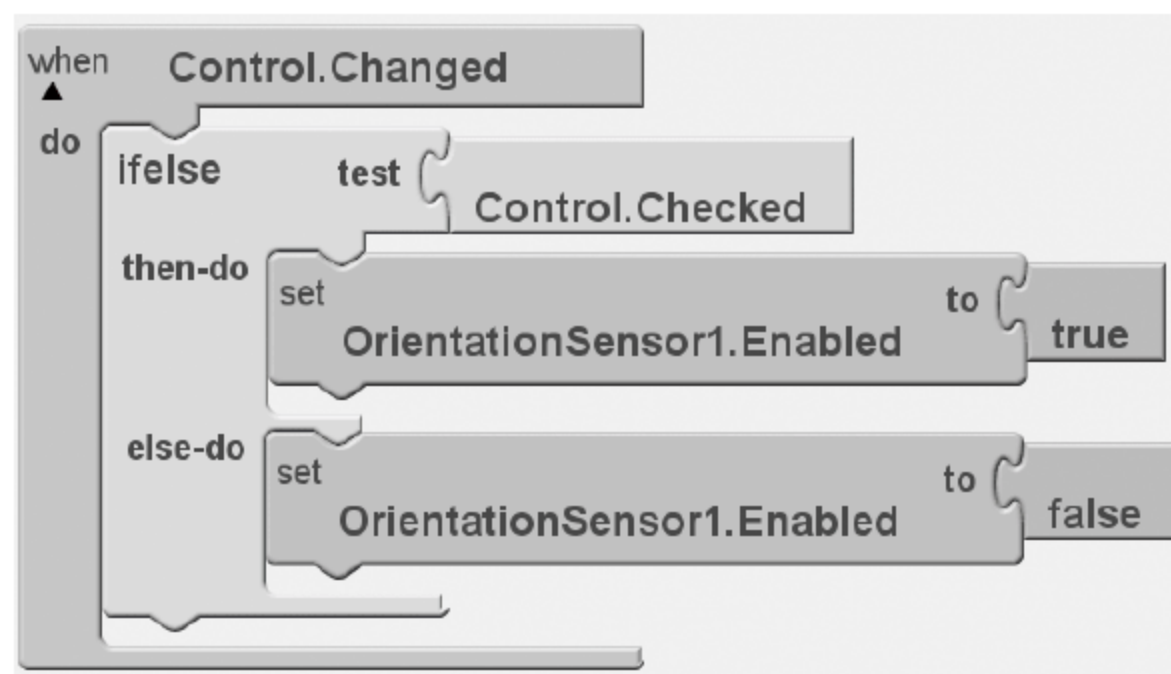 when Control.Changed
do
ifelse test
Control.Checked
then-do
set to
OrientationSensor1.Enabled true
else-do
set to
OrientationSensor1.Enabled false